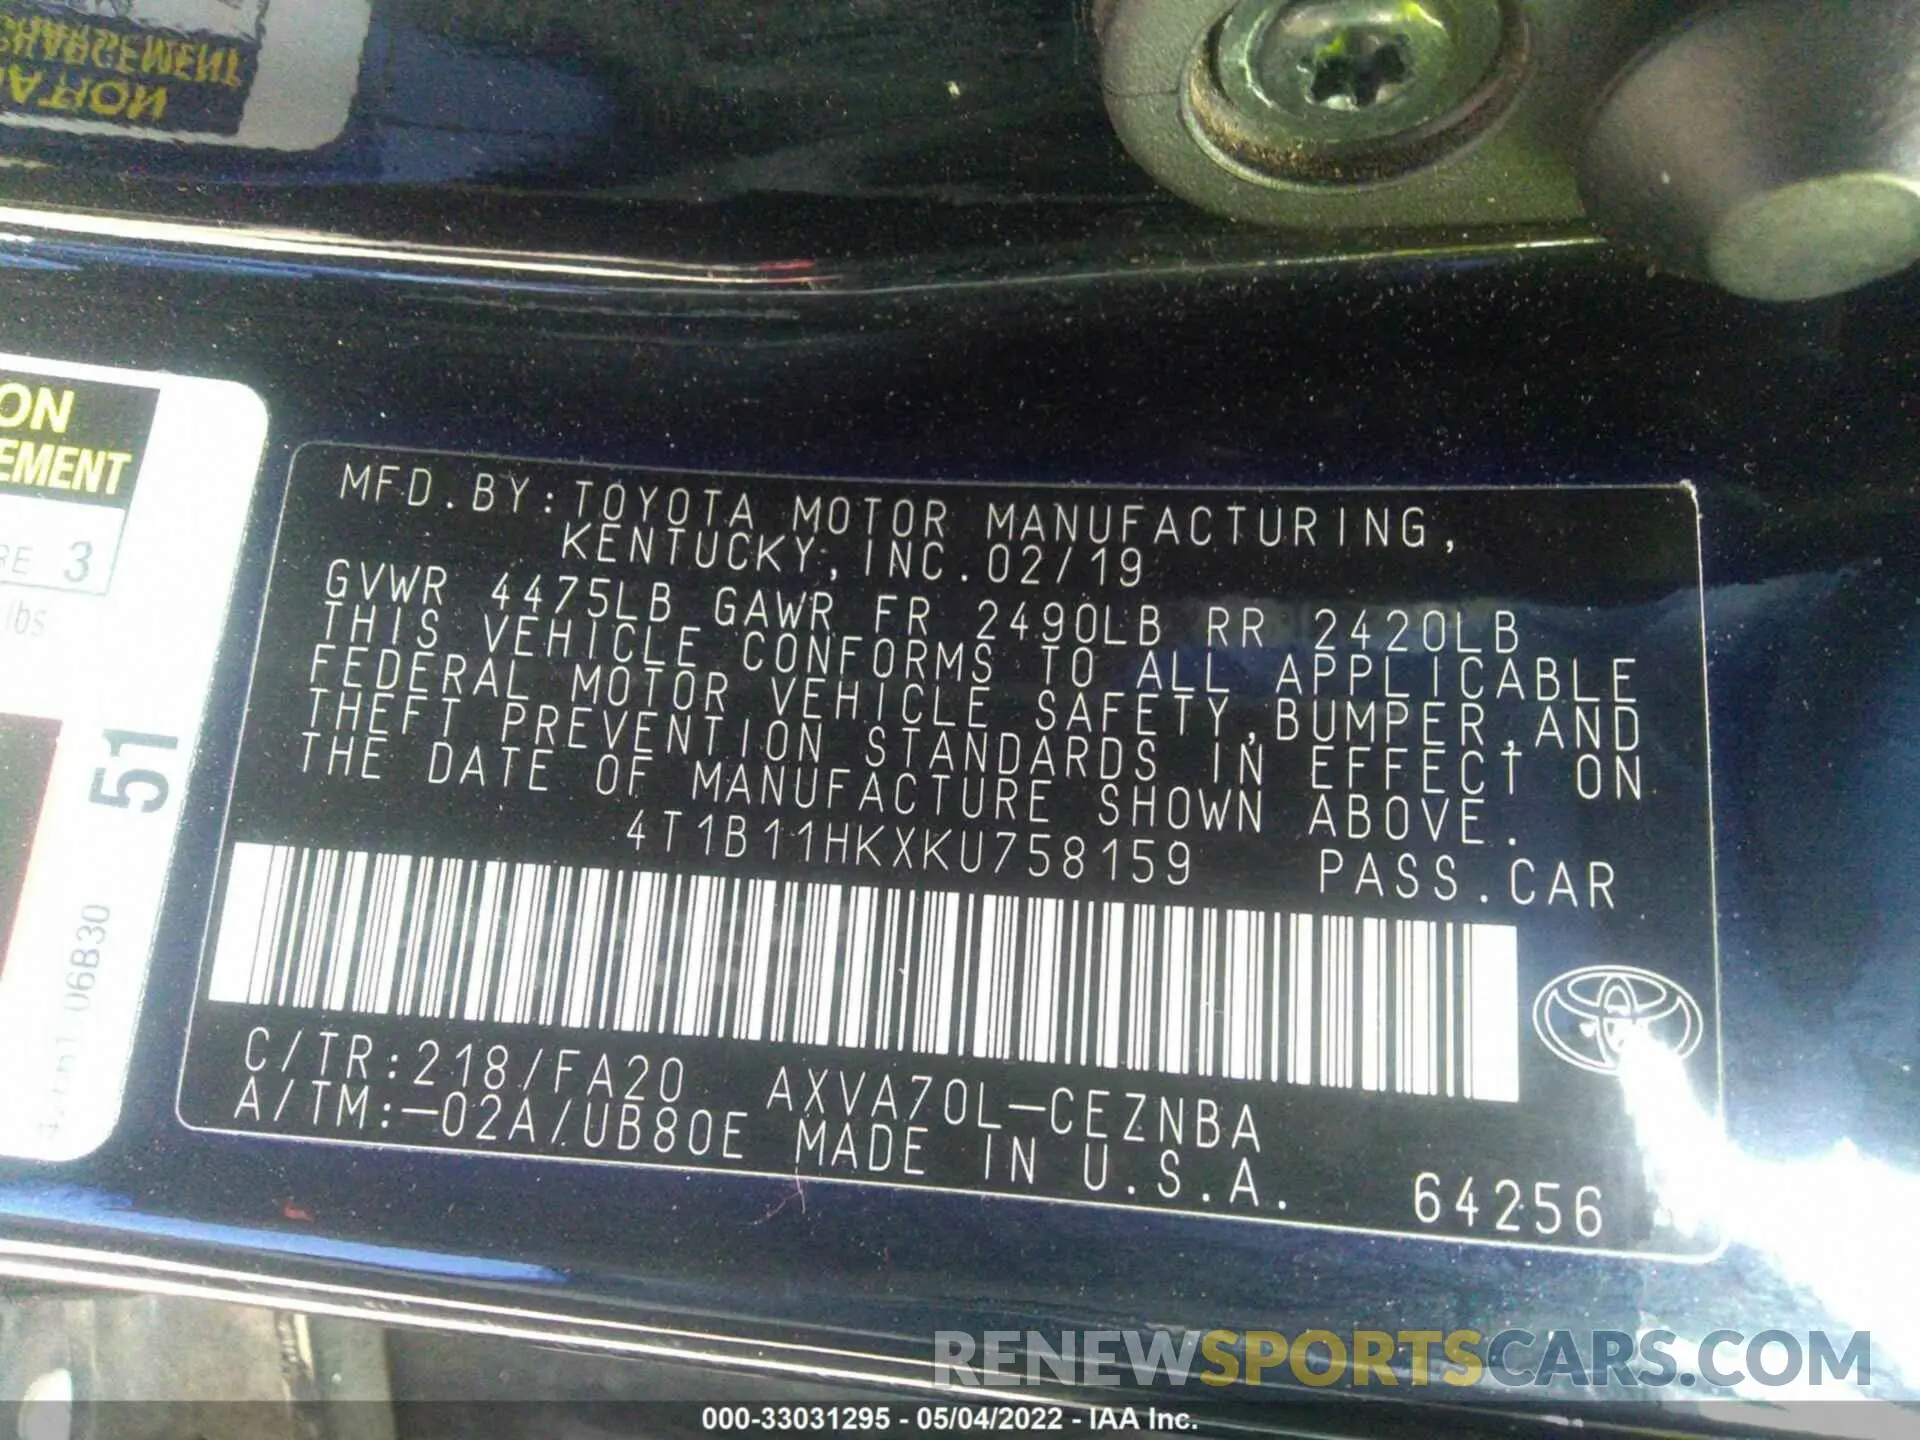 CHARGEMENT
ON
EMENT
RE 3
lbs
51
06B30
MFD.BY:TOYOTA MOTOR MANUFACTURING,
KENTUCKY,INC.02/19
GVWR 4475LB GAWR FR 2490LB RR 2420LB
THIS VEHICLE CONFORMS TO ALL APPLICABLE
FEDERAL MOTOR VEHICLE SAFETY,BUMPER,AND
THEFT PREVENTION STANDARDS IN EFFECT ON
THE DATE OF MANUFACTURE SHOWN ABOVE.
4T1B11HKXKU758159 PASS.CAR
C/TR:218/FA20 AXVA70L-CEZNBA
A/TM:-02A/UB80E MADE IN U.S.A.
64256
RENEWSPORTSCARS.COM
000-33031295 - 05/04/2022 - IAA Inc.